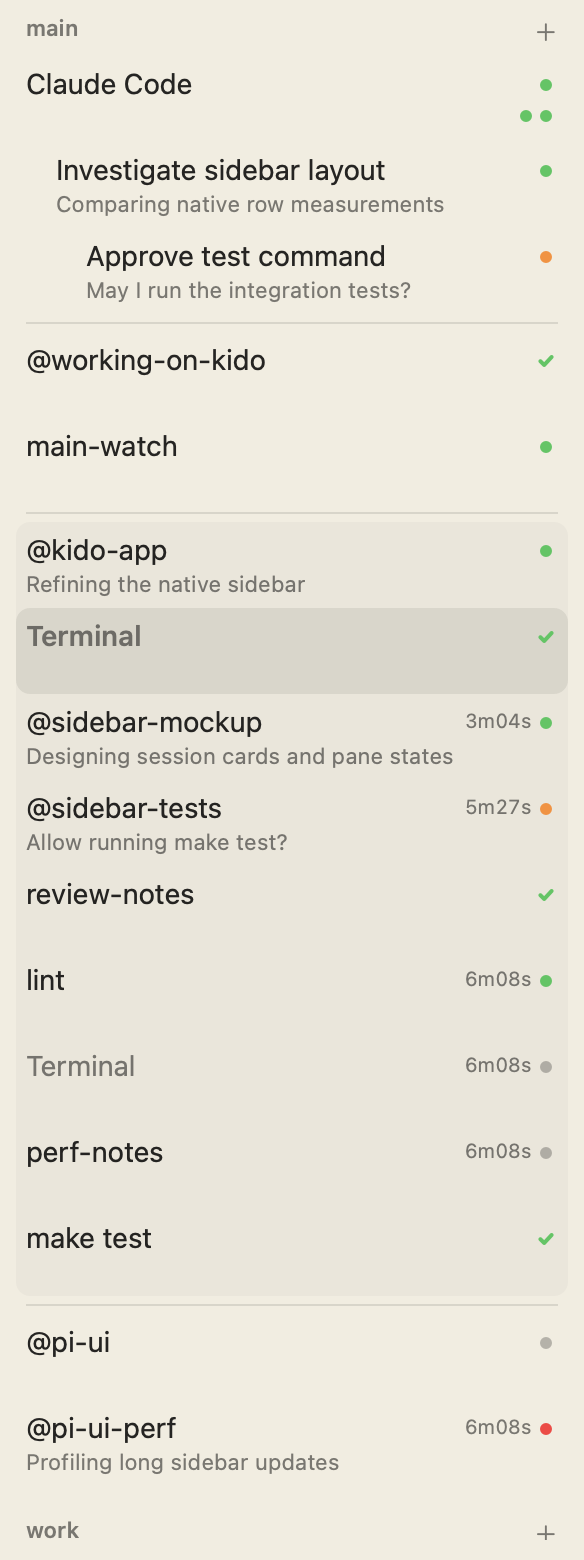 main
Claude Code
Investigate sidebar layout
Comparing native row measurements
Approve test command
May I run the integration tests?
@working-on-kido
main-watch
@kido-app
Refining the native sidebar
Terminal
@sidebar-mockup 3m04s
Designing session cards and pane states
@sidebar-tests 5m27s
Allow running make test?
review-notes
lint 6m08s
Terminal 6m08s
perf-notes 6m08s
make test
@pi-ui
@pi-ui-perf 6m08s
Profiling long sidebar updates
work